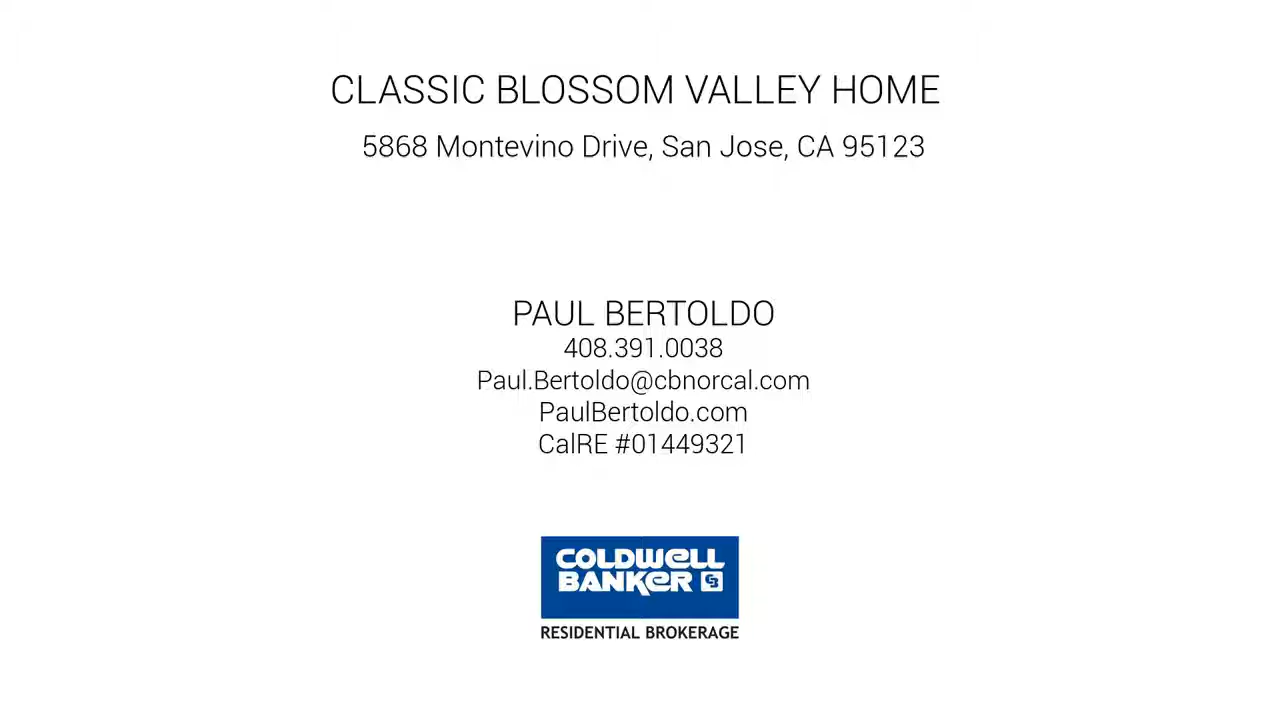 CLASSIC BLOSSOM VALLEY HOME
5868 Montevino Drive, San Jose, CA 95123
PAUL BERTOLDO
408.391.0038
Paul.Bertoldo@cbnorcal.com
PaulBertoldo.com
CalRE #01449321
COLDWELL
BANKER CB
RESIDENTIAL BROKERAGE